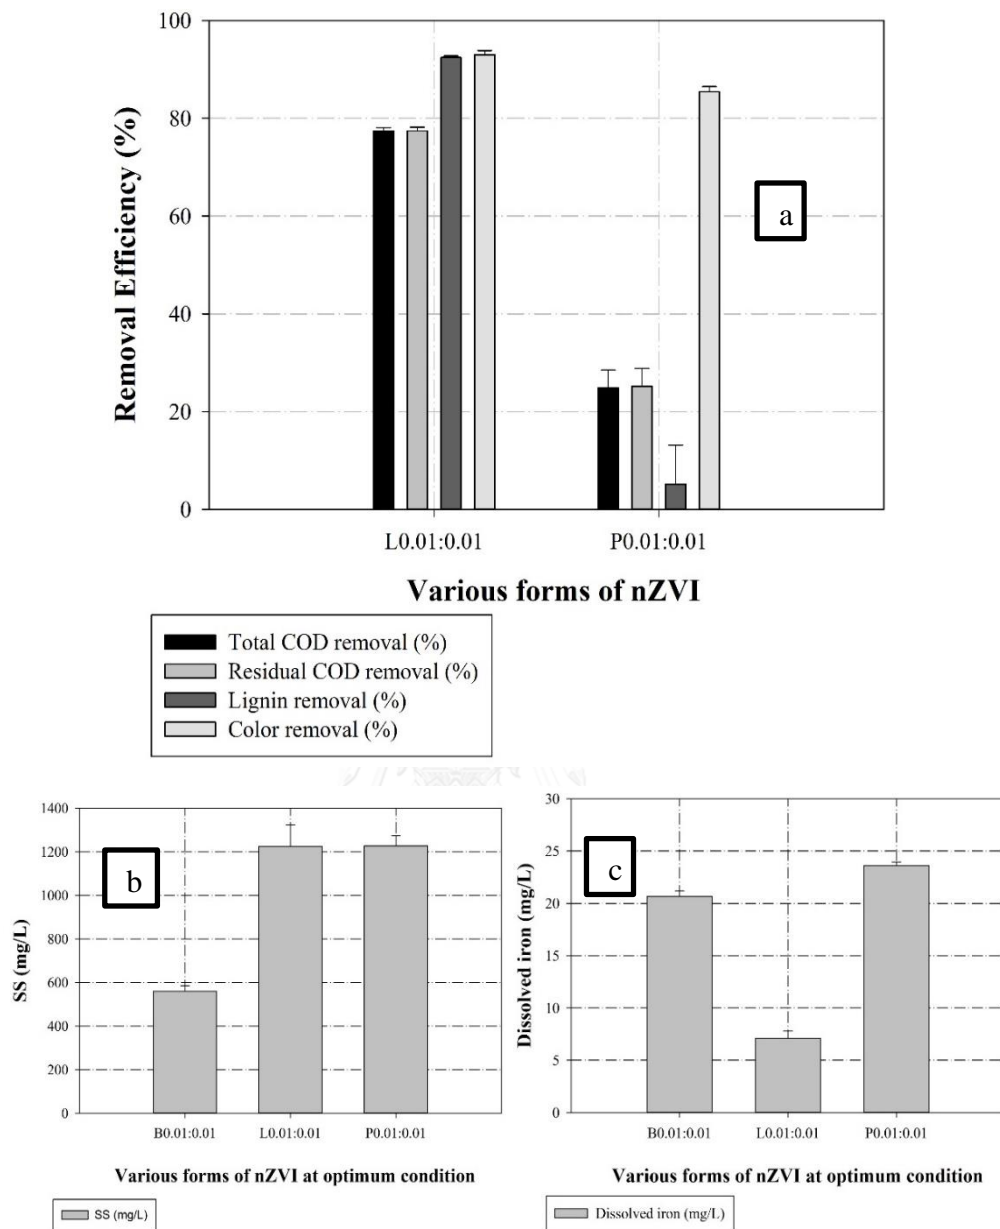 100
80
60
40
20
0
Removal Efficiency (%)
a
L0.01:0.01 P0.01:0.01
Various forms of nZVI
Total COD removal (%)
Residual COD removal (%)
Lignin removal (%)
Color removal (%)
1400
1200
1000
800
600
400
200
0
SS (mg/L)
b
B0.01:0.01 L0.01:0.01 P0.01:0.01
Various forms of nZVI at optimum condition
SS (mg/L)
30
25
20
15
10
5
0
Dissolved iron (mg/L)
c
B0.01:0.01 L0.01:0.01 P0.01:0.01
Various forms of nZVI at optimum condition
Dissolved iron (mg/L)